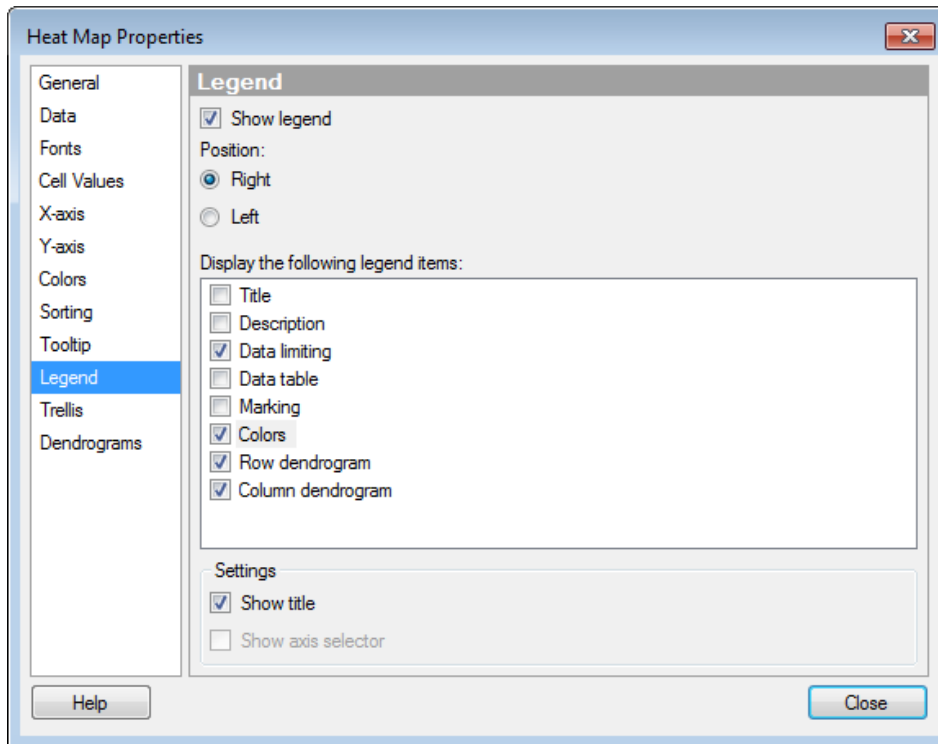 Heat Map Properties
General
Data
Fonts
Cell Values
X-axis
Y-axis
Colors
Sorting
Tooltip
Legend
Trellis
Dendrograms
Legend
Show legend
Position:
Right
Left
Display the following legend items:
Title
Description
Data limiting
Data table
Marking
Colors
Row dendrogram
Column dendrogram
Settings
Show title
Show axis selector
Help
Close